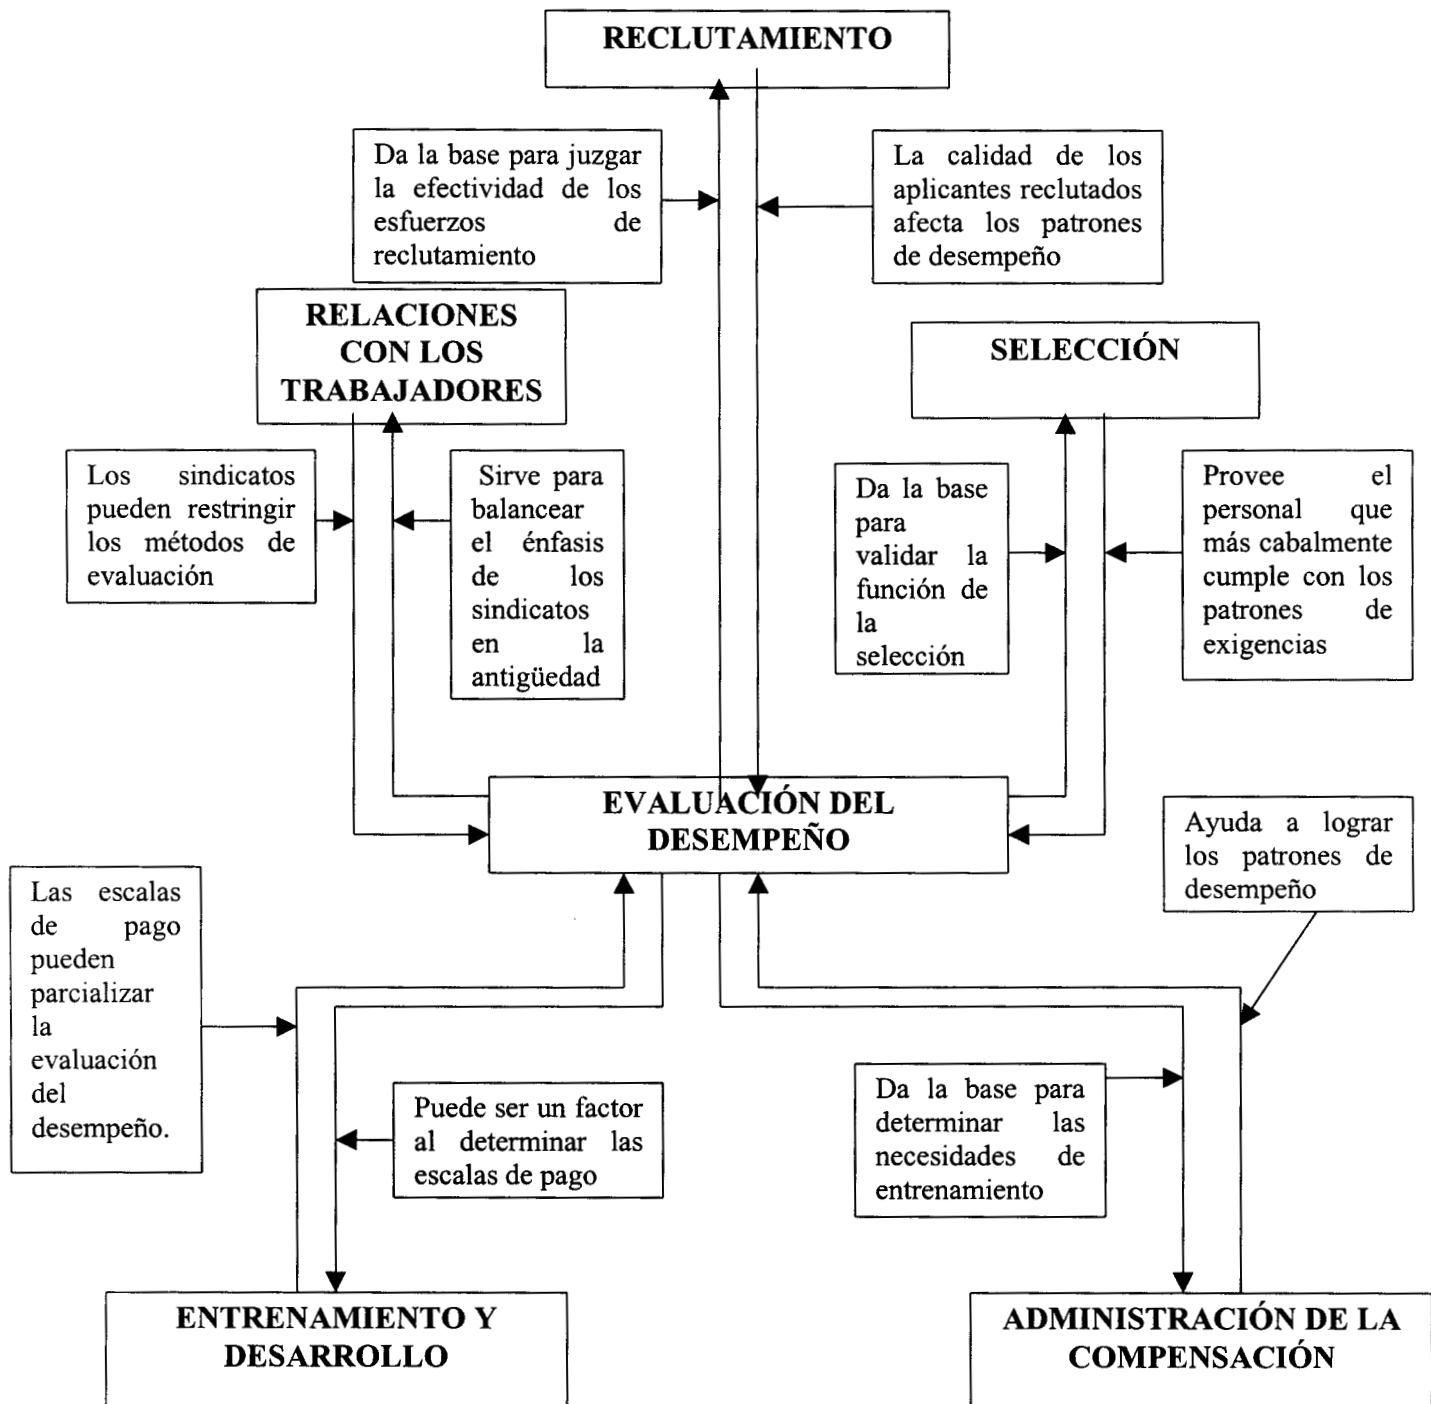 RECLUTAMIENTO
Da la base para juzgar
la efectividad de los
esfuerzos de
reclutamiento
La calidad de los
aplicantes reclutados
afecta los patrones
de desempeño
RELACIONES
CON LOS
TRABAJADORES
SELECCIÓN
Los sindicatos
pueden restringir
los métodos de
evaluación
Sirve para
balancear
el énfasis
de los
sindicatos
en la
antigüedad
Da la base
para
validar la
función de
la
selección
Provee el
personal que
más cabalmente
cumple con los
patrones de
exigencias
EVALUACIÓN DEL
DESEMPEÑO
Ayuda a lograr
los patrones de
desempeño
Las escalas
de pago
pueden
parcializar
la
evaluación
del
desempeño.
Puede ser un factor
al determinar las
escalas de pago
Da la base para
determinar las
necesidades de
entrenamiento
ENTRENAMIENTO Y
DESARROLLO
ADMINISTRACIÓN DE LA
COMPENSACIÓN